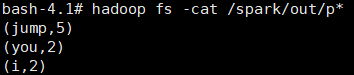 bash-4.1# hadoop fs -cat /spark/out/p*
(jump,5)
(you,2)
(i,2)